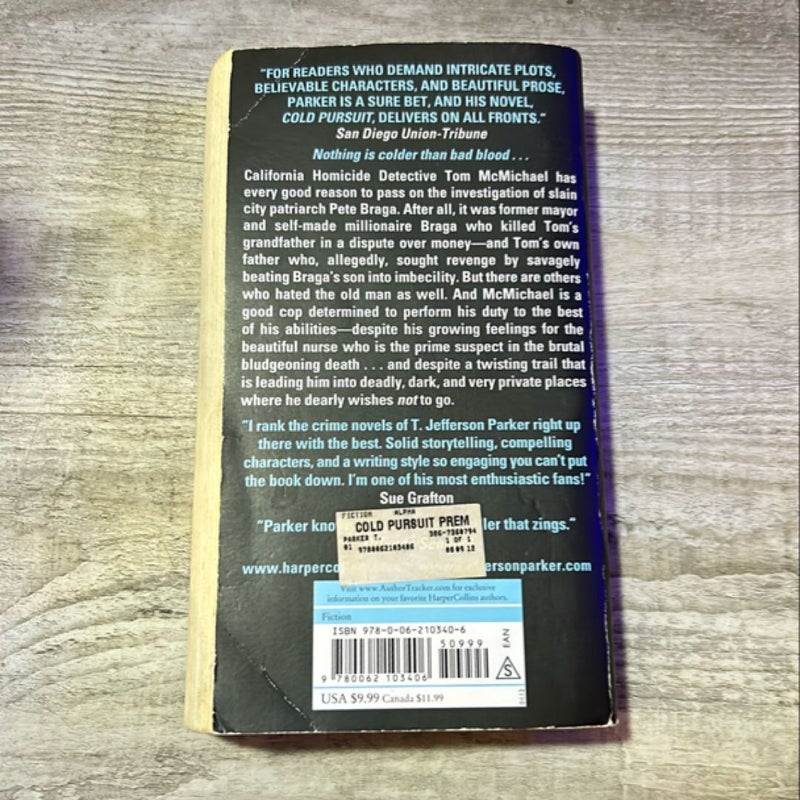 "FOR READERS WHO DEMAND INTRICATE PLOTS,
BELIEVABLE CHARACTERS, AND BEAUTIFUL PROSE,
PARKER IS A SURE BET, AND HIS NOVEL,
COLD PURSUIT, DELIVERS ON ALL FRONTS."
San Diego Union-Tribune
Nothing is colder than bad blood . . .
California Homicide Detective Tom McMichael has
every good reason to pass on the investigation of slain
city patriarch Pete Braga. After all, it was former mayor
and self-made millionaire Braga who killed Tom's
grandfather in a dispute over money—and Tom's own
father who, allegedly, sought revenge by savagely
beating Braga's son into imbecility. But there are others
who hated the old man as well. And McMichael is a
good cop determined to perform his duty to the best
of his abilities—despite his growing feelings for the
beautiful nurse who is the prime suspect in the brutal
bludgeoning death . . . and despite a twisting trail that
is leading him into deadly, dark, and very private places
where he dearly wishes not to go.
"I rank the crime novels of T. Jefferson Parker right up
there with the best. Solid storytelling, compelling
characters, and a writing style so engaging you can't put
the book down. I'm one of his most enthusiastic fans!"
Sue Grafton
"Parker kno ler that zings."
FICTION ALPHA
COLD PURSUIT PREM
PARKER T. 306-7360794
01 9780062103406 1 OF 1
www.harperco ersonparker.com
Visit www.AuthorTracker.com for exclusive
information on your favorite HarperCollins authors.
Fiction
ISBN 978-0-06-210340-6
50999
EAN
S
9 780062 103406
USA $9.99 Canada $11.99
0112